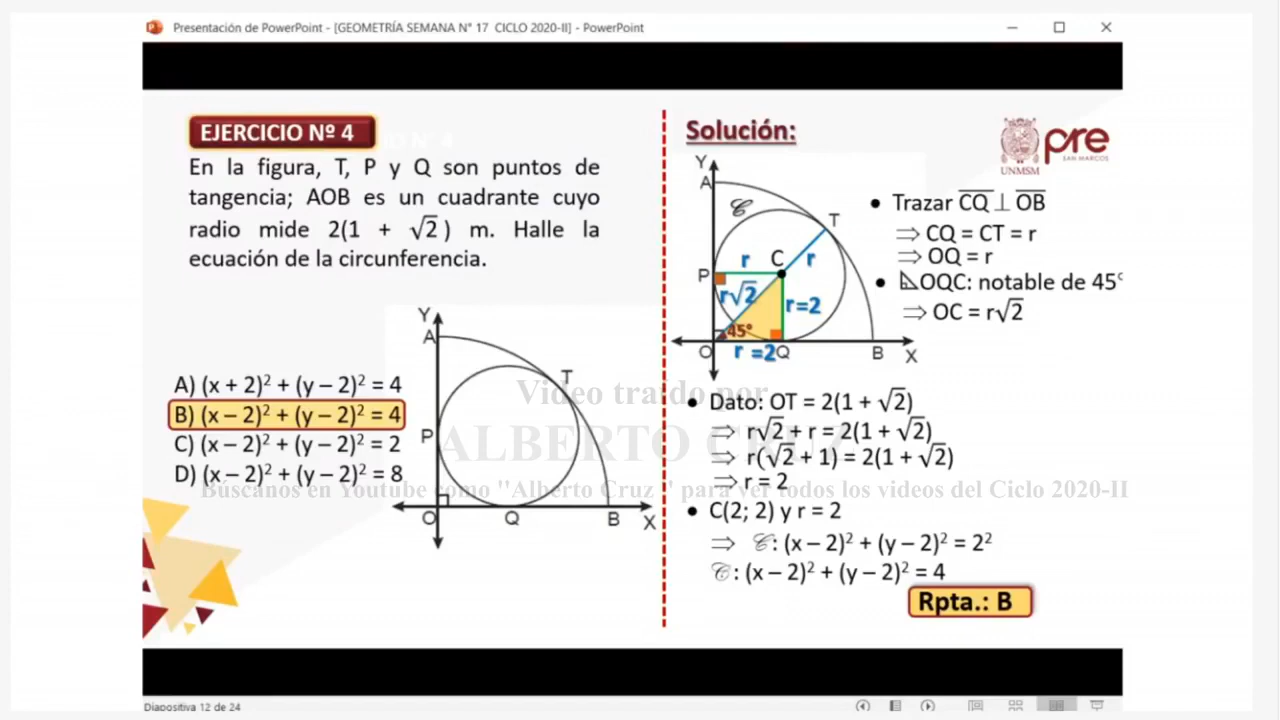 Presentación de PowerPoint - [GEOMETRÍA SEMANA N° 17 CICLO 2020-II] - PowerPoint
EJERCICIO Nº 4
En la figura, T, P y Q son puntos de
tangencia; AOB es un cuadrante cuyo
radio mide 2(1 + √2) m. Halle la
ecuación de la circunferencia.
Y
A
T
P
O
Q
B
X
A) (x + 2)² + (y – 2)² = 4
B) (x – 2)² + (y – 2)² = 4
C) (x – 2)² + (y – 2)² = 2
D) (x – 2)² + (y – 2)² = 8
Solución:
UNMSM
pre
SAN MARCOS
Y
A
𝒞
T
C
r
r
P
r√2
r=2
45°
O
r =2
Q
B
X
• Trazar CQ ⊥ OB
⇒ CQ = CT = r
⇒ OQ = r
• ⊿OQC: notable de 45°
⇒ OC = r√2
• Dato: OT = 2(1 + √2)
⇒ r√2 + r = 2(1 + √2)
⇒ r(√2 + 1) = 2(1 + √2)
⇒ r = 2
• C(2; 2) y r = 2
⇒ 𝒞: (x – 2)² + (y – 2)² = 2²
𝒞: (x – 2)² + (y – 2)² = 4
Rpta.: B
Video traido por
ALBERTO CRUZ
Buscanos en Youtube como "Alberto Cruz " para ver todos los videos del Ciclo 2020-II
Diapositiva 12 de 24